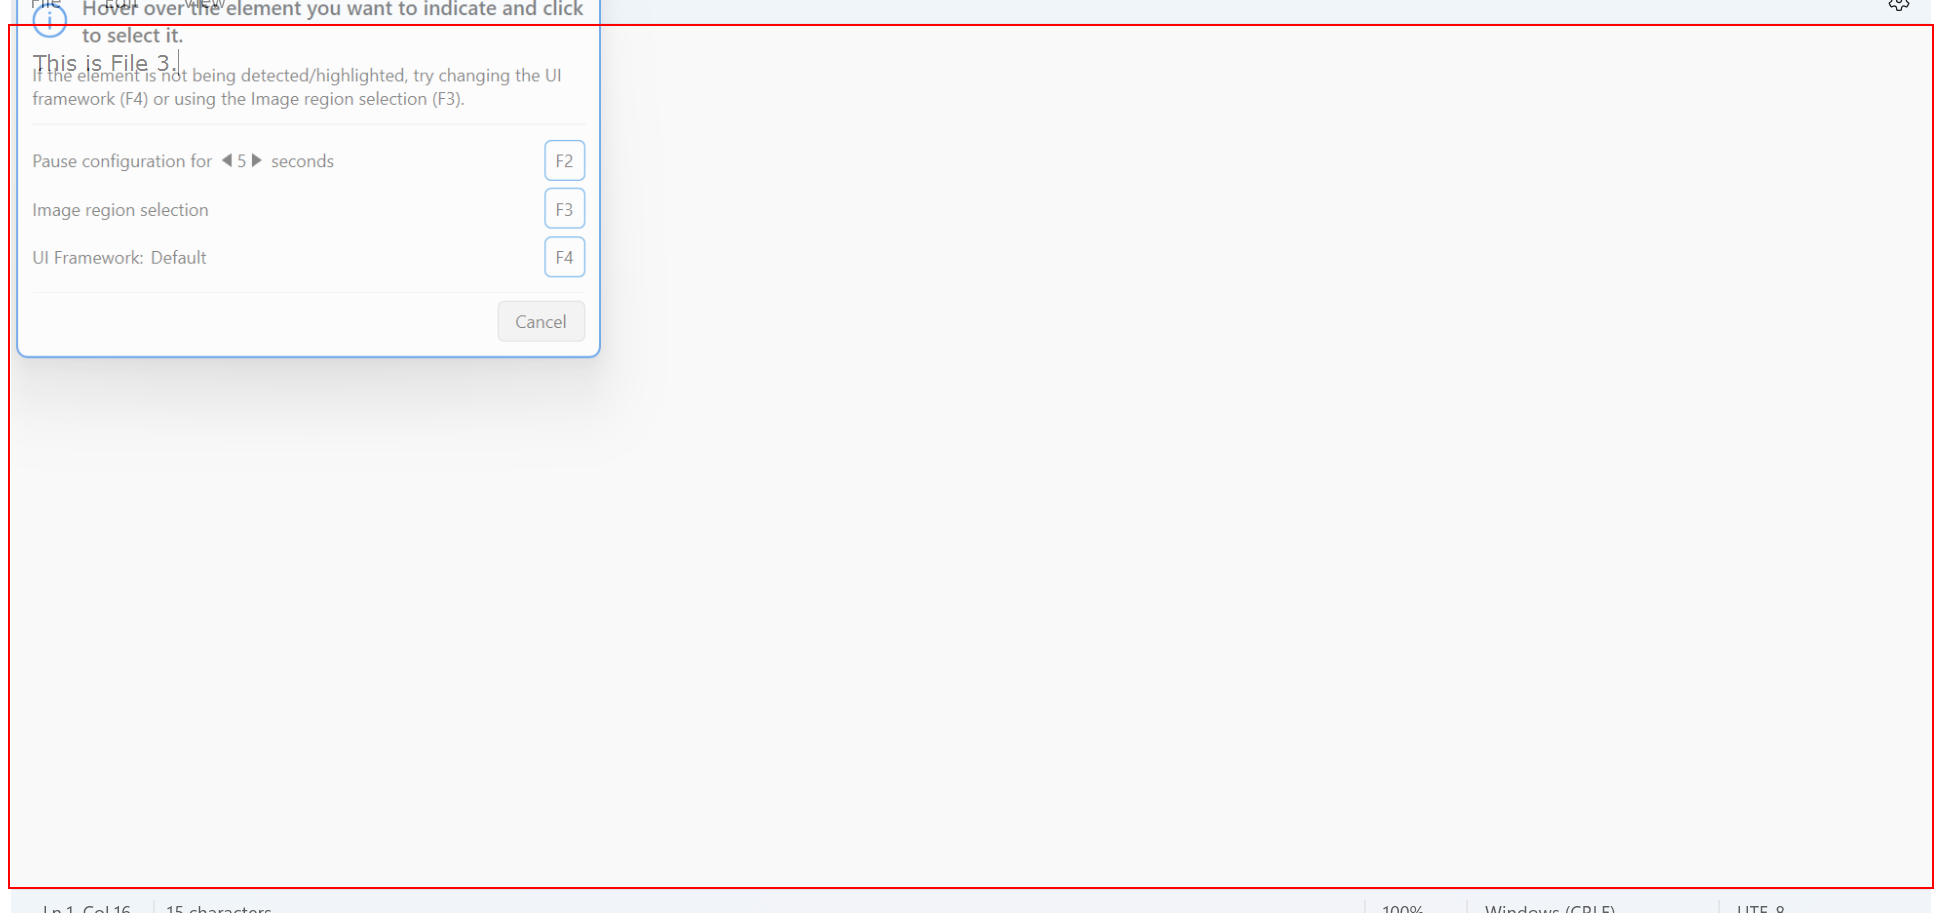 File Edit View
Hover over the element you want to indicate and click
to select it.
This is File 3.
If the element is not being detected/highlighted, try changing the UI
framework (F4) or using the Image region selection (F3).
Pause configuration for ◀ 5 ▶ seconds F2
Image region selection F3
UI Framework: Default F4
Cancel
Ln 1, Col 16 15 characters 100% Windows (CRLF) UTF-8